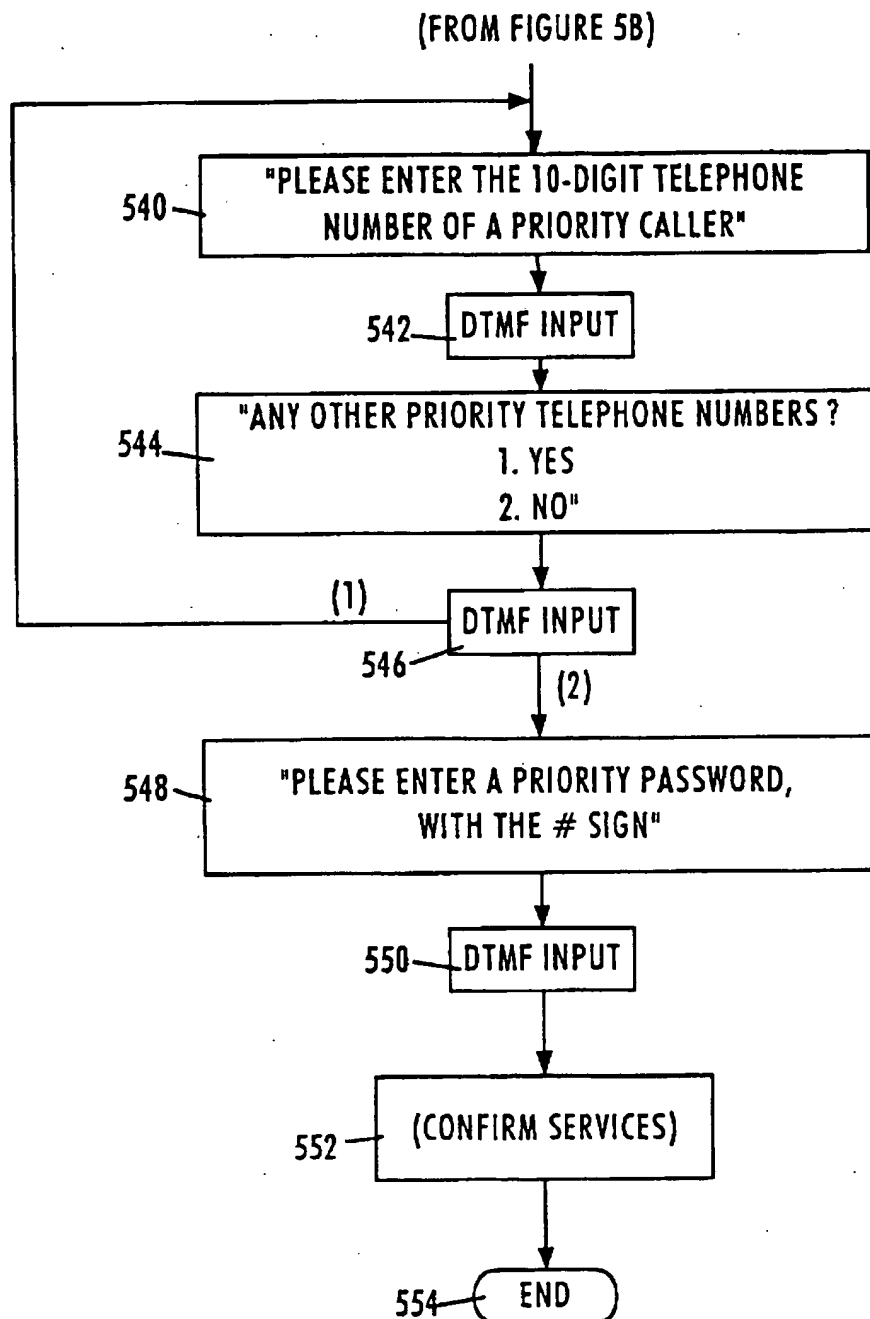 (FROM FIGURE 5B)
"PLEASE ENTER THE 10-DIGIT TELEPHONE
NUMBER OF A PRIORITY CALLER"
540
DTMF INPUT
542
"ANY OTHER PRIORITY TELEPHONE NUMBERS ?
1. YES
2. NO"
544
(1)
DTMF INPUT
546
(2)
"PLEASE ENTER A PRIORITY PASSWORD,
WITH THE # SIGN"
548
DTMF INPUT
550
(CONFIRM SERVICES)
552
END
554